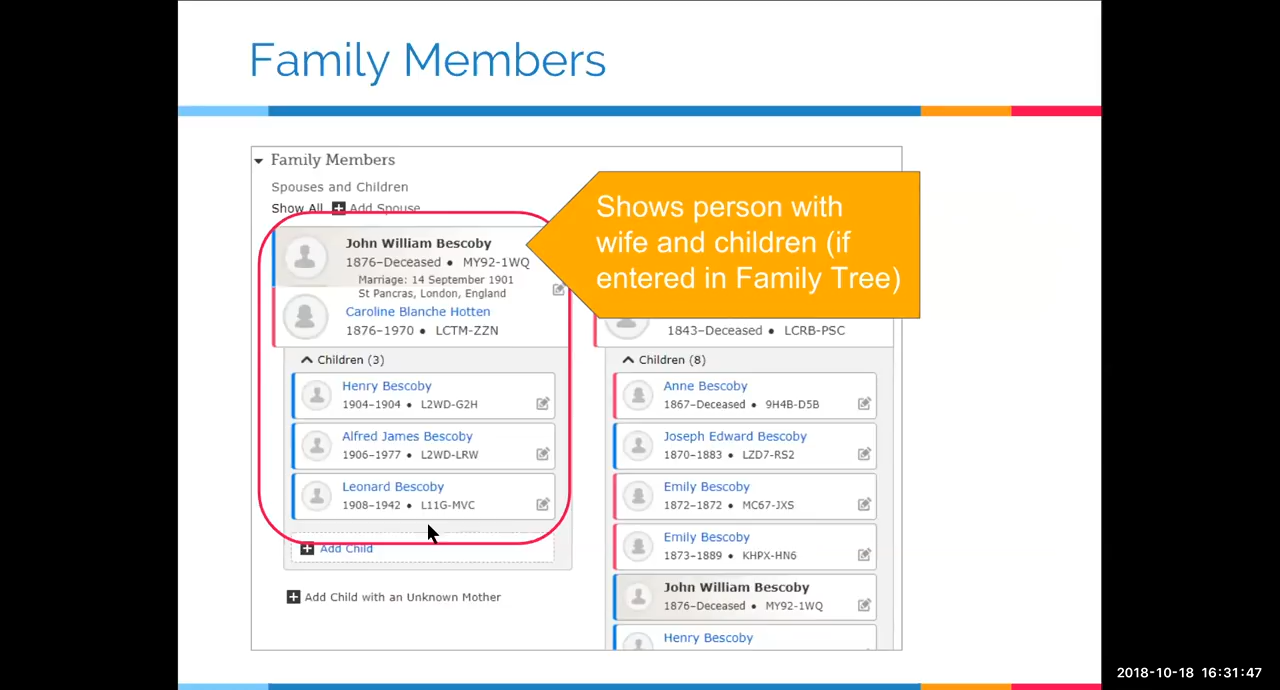 Family Members
Family Members
Spouses and Children
Show All Add Spouse
John William Bescoby
1876–Deceased • MY92-1WQ
Marriage: 14 September 1901
St Pancras, London, England
Caroline Blanche Hotten
1876–1970 • LCTM-ZZN
Children (3)
Henry Bescoby
1904–1904 • L2WD-G2H
Alfred James Bescoby
1906–1977 • L2WD-LRW
Leonard Bescoby
1908–1942 • L11G-MVC
Add Child
Add Child with an Unknown Mother
Shows person with
wife and children (if
entered in Family Tree)
1843–Deceased • LCRB-PSC
Children (8)
Anne Bescoby
1867–Deceased • 9H4B-D5B
Joseph Edward Bescoby
1870–1883 • LZD7-RS2
Emily Bescoby
1872–1872 • MC67-JXS
Emily Bescoby
1873–1889 • KHPX-HN6
John William Bescoby
1876–Deceased • MY92-1WQ
Henry Bescoby
2018-10-18 16:31:47